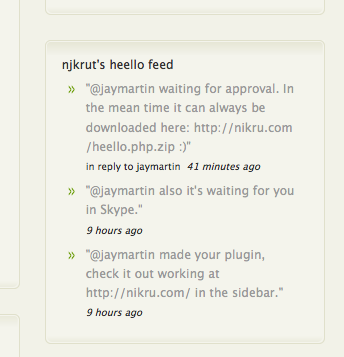 njkrut's heello feed
» "@jaymartin waiting for approval. In
the mean time it can always be
downloaded here: http://nikru.com
/heello.php.zip :)"
in reply to jaymartin 41 minutes ago
» "@jaymartin also it's waiting for you
in Skype."
9 hours ago
» "@jaymartin made your plugin,
check it out working at
http://nikru.com/ in the sidebar."
9 hours ago